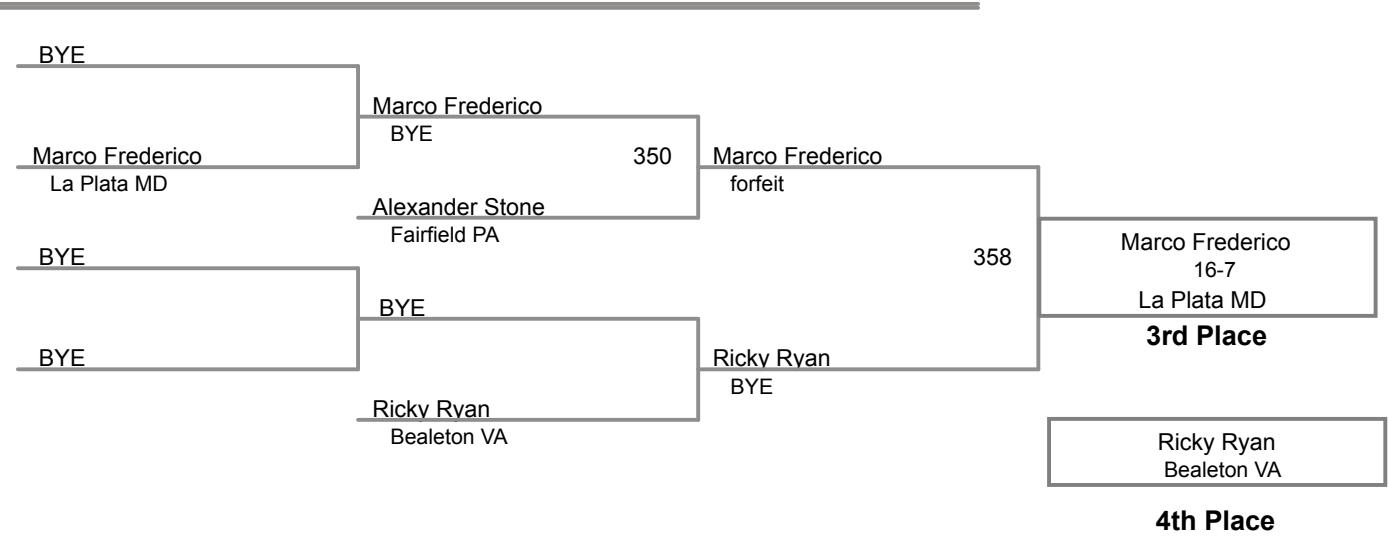 BYE
Marco Frederico
BYE
Marco Frederico
La Plata MD
350
Marco Frederico
forfeit
Alexander Stone
Fairfield PA
BYE
358
Marco Frederico
16-7
La Plata MD
3rd Place
BYE
BYE
Ricky Ryan
BYE
Ricky Ryan
Bealeton VA
Ricky Ryan
Bealeton VA
4th Place